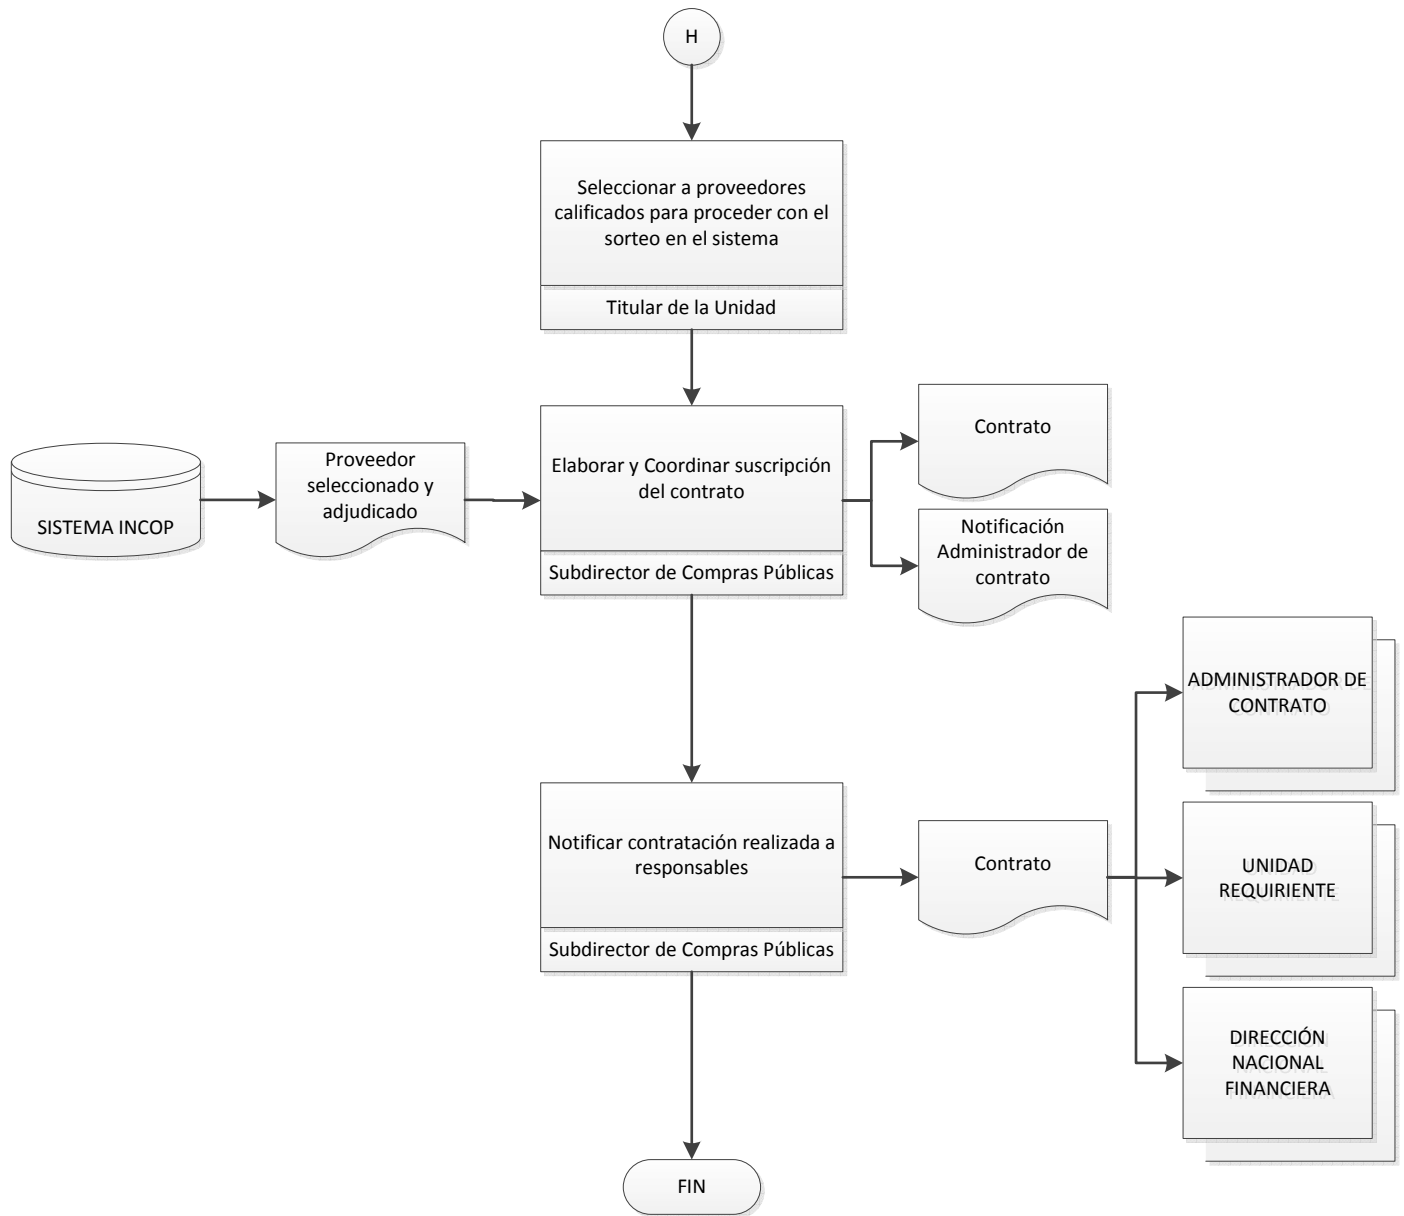 H
Seleccionar a proveedores
calificados para proceder con el
sorteo en el sistema
Titular de la Unidad
SISTEMA INCOP
Proveedor
seleccionado y
adjudicado
Elaborar y Coordinar suscripción
del contrato
Subdirector de Compras Públicas
Contrato
Notificación
Administrador de
contrato
Notificar contratación realizada a
responsables
Subdirector de Compras Públicas
Contrato
ADMINISTRADOR DE
CONTRATO
UNIDAD
REQUIRIENTE
DIRECCIÓN
NACIONAL
FINANCIERA
FIN